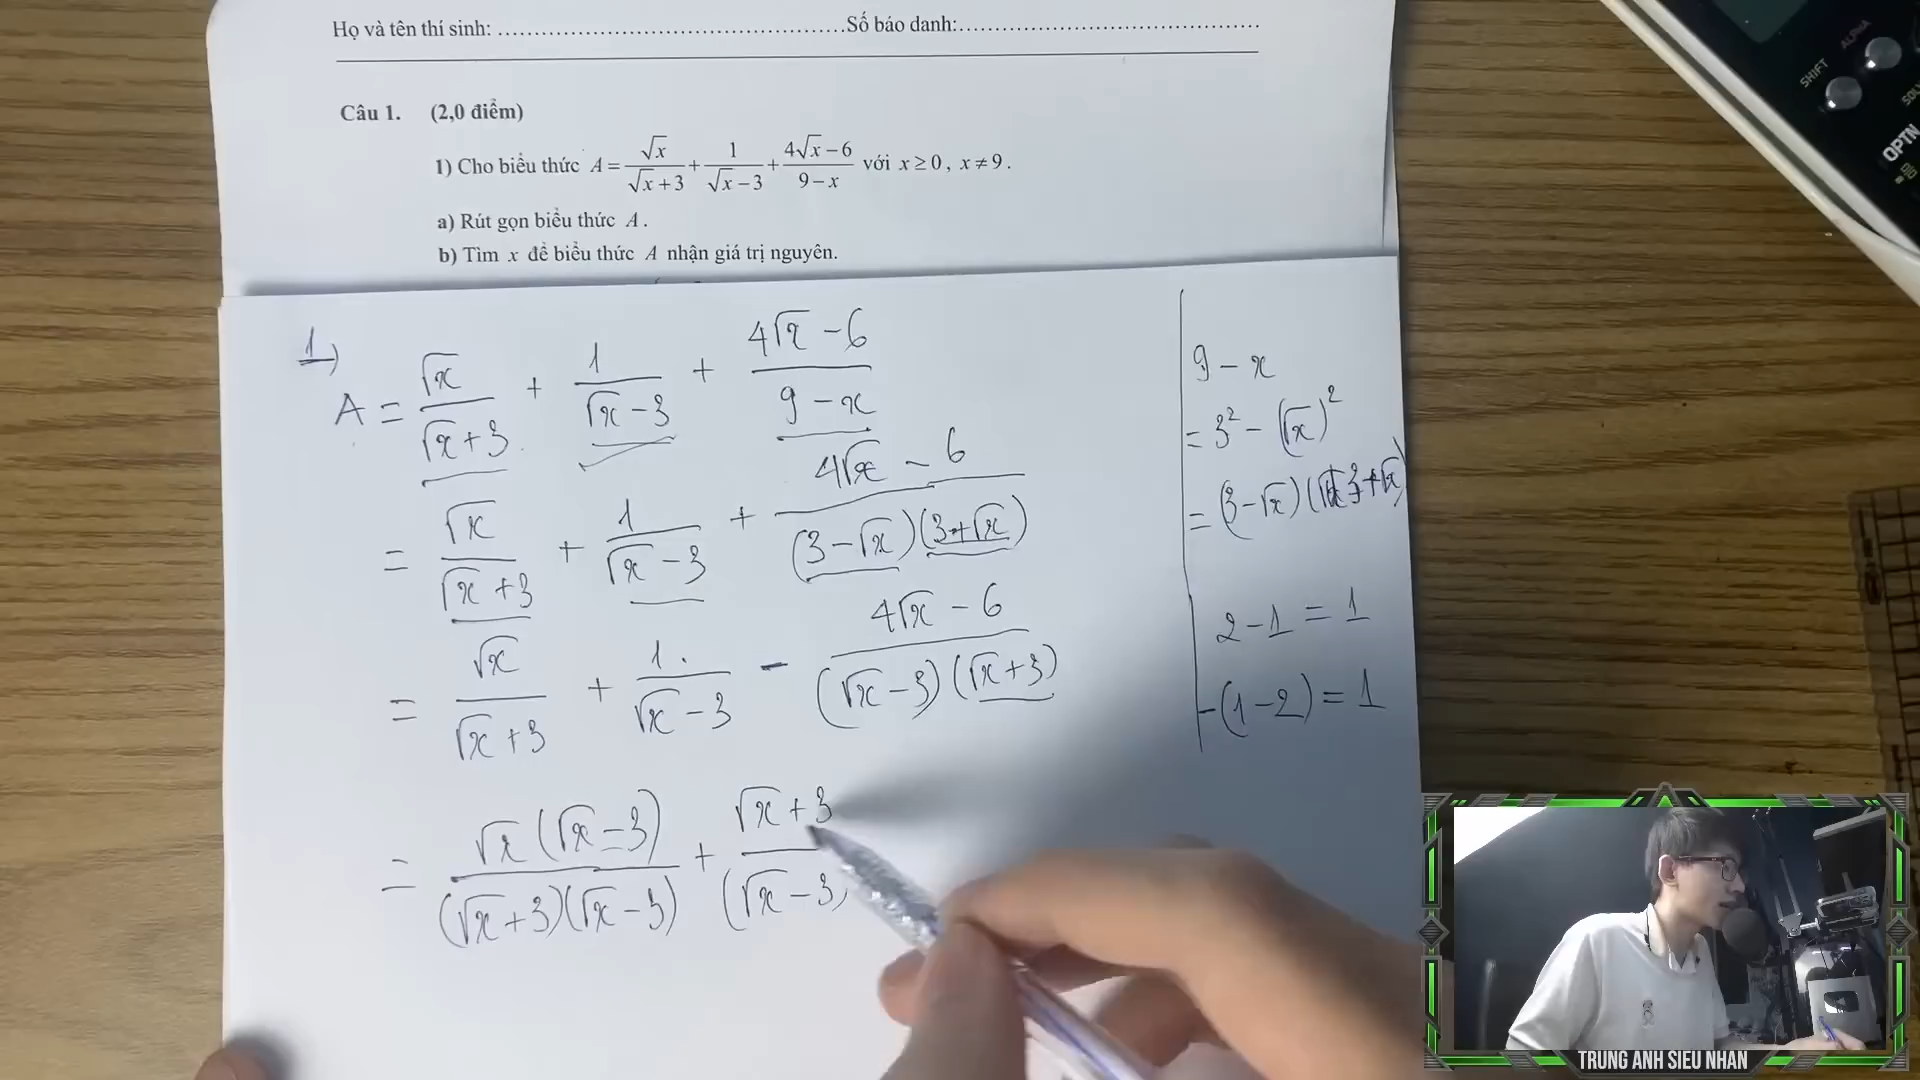 Họ và tên thí sinh: ................................................Số báo danh:..........................................
Câu 1. (2,0 điểm)
1) Cho biểu thức A = √x/(√x+3) + 1/(√x−3) + (4√x−6)/(9−x) với x ≥ 0, x ≠ 9.
a) Rút gọn biểu thức A.
b) Tìm x để biểu thức A nhận giá trị nguyên.
1)
A = √x/(√x+3) + 1/(√x−3) + (4√x−6)/(9−x)
= √x/(√x+3) + 1/(√x−3) + (4√x−6)/((3−√x)(3+√x))
= √x/(√x+3) + 1/(√x−3) − (4√x−6)/((√x−3)(√x+3))
= √x(√x−3)/((√x+3)(√x−3)) + (√x+3)/(√x−3)
9 − x
= 3² − (√x)²
= (3−√x)(3+√x)
2 − 1 = 1
−(1−2) = 1
SHIFT
ALPHA
OPTN
TRUNG ANH SIEU NHAN